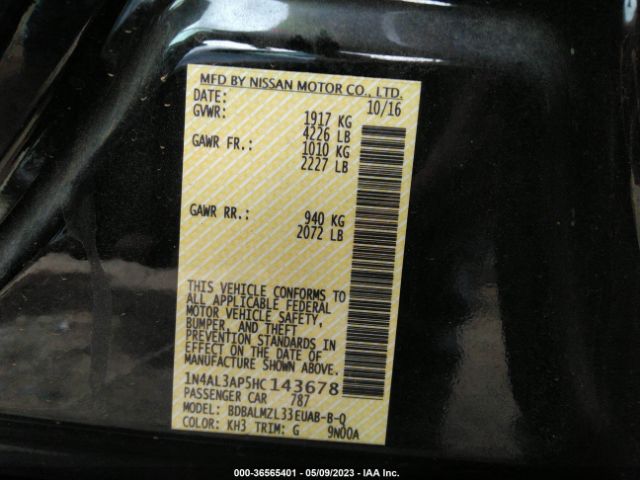 MFD BY NISSAN MOTOR CO., LTD.
DATE: 10/16
GVWR: 1917 KG
4226 LB
GAWR FR.: 1010 KG
2227 LB
GAWR RR.: 940 KG
2072 LB
THIS VEHICLE CONFORMS TO
ALL APPLICABLE FEDERAL
MOTOR VEHICLE SAFETY,
BUMPER, AND THEFT
PREVENTION STANDARDS IN
EFFECT ON THE DATE OF
MANUFACTURE SHOWN ABOVE.
1N4AL3AP5HC143678
PASSENGER CAR 787
MODEL: BDBALMZL33EUAB-B-Q
COLOR: KH3 TRIM: G 9N00A
000-36565401 - 05/09/2023 - IAA Inc.